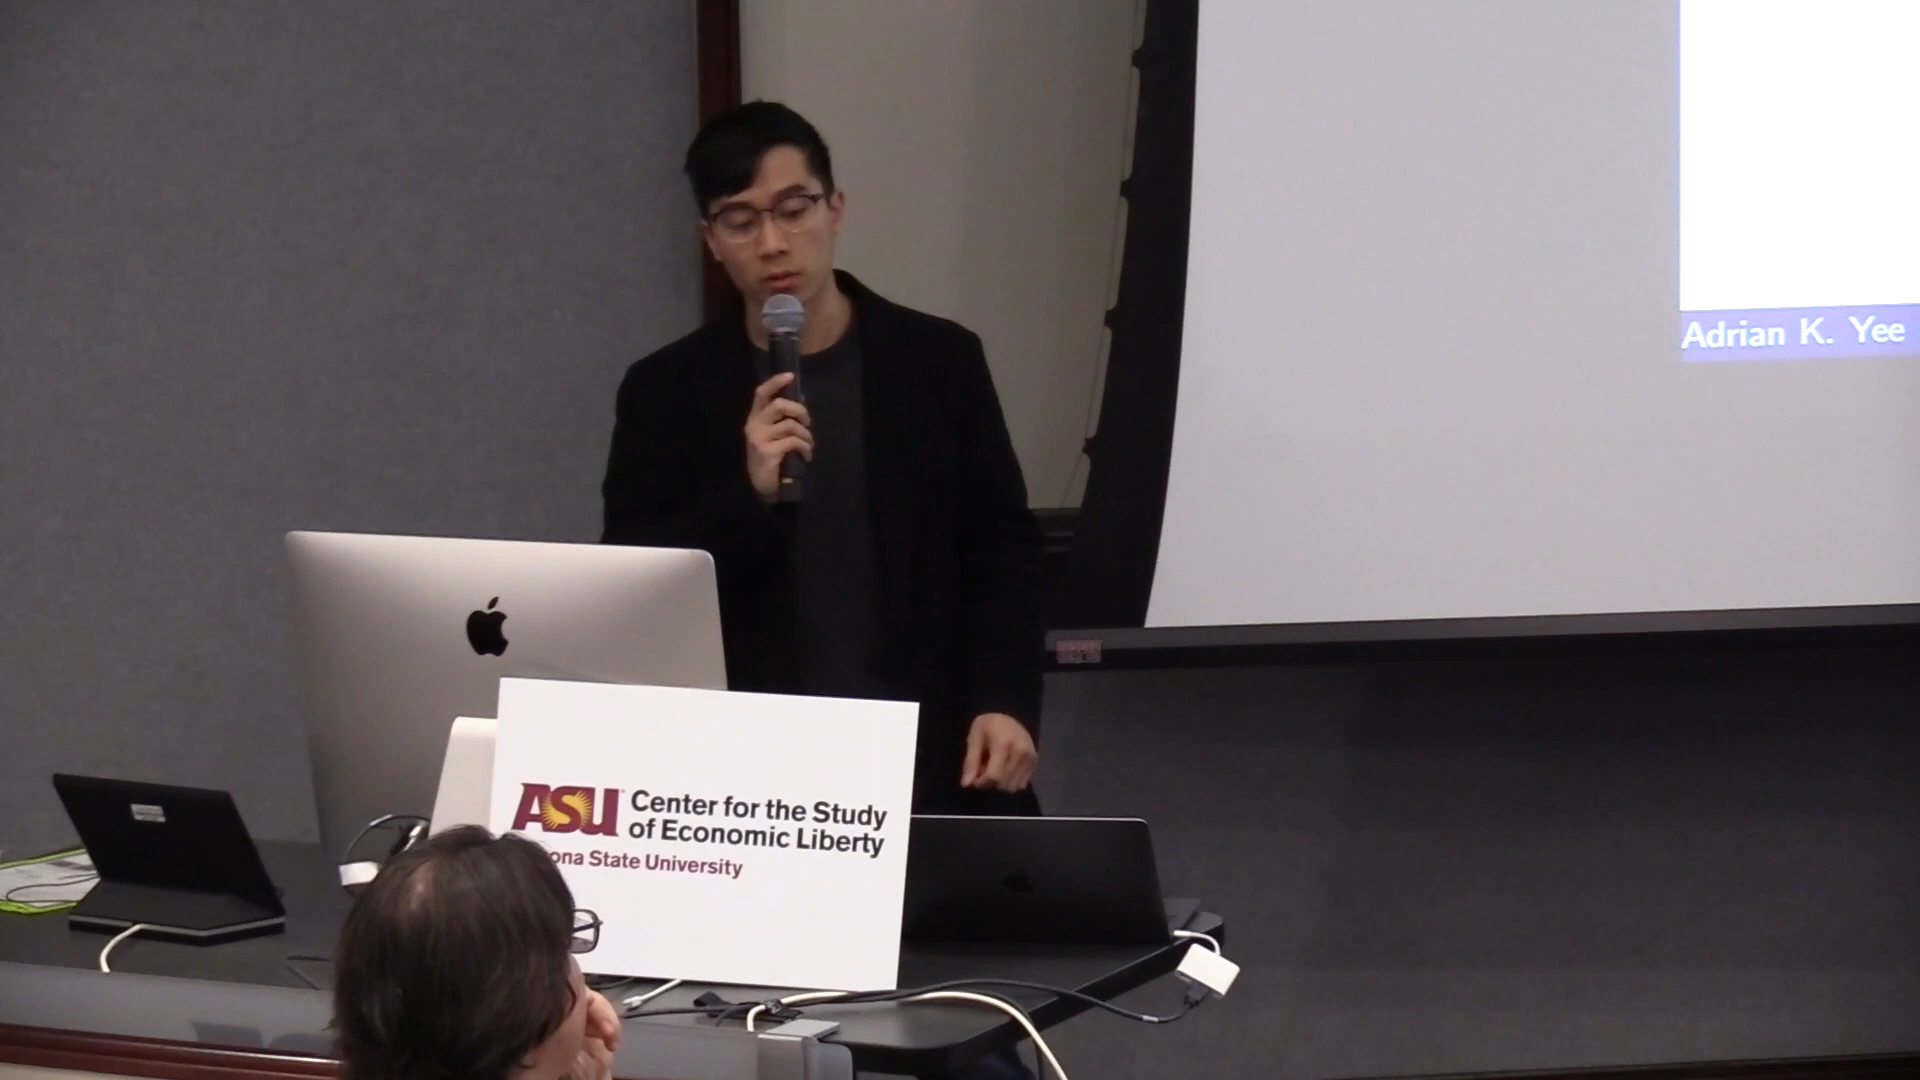 Adrian K. Yee
ASU Center for the Study
of Economic Liberty
ona State University